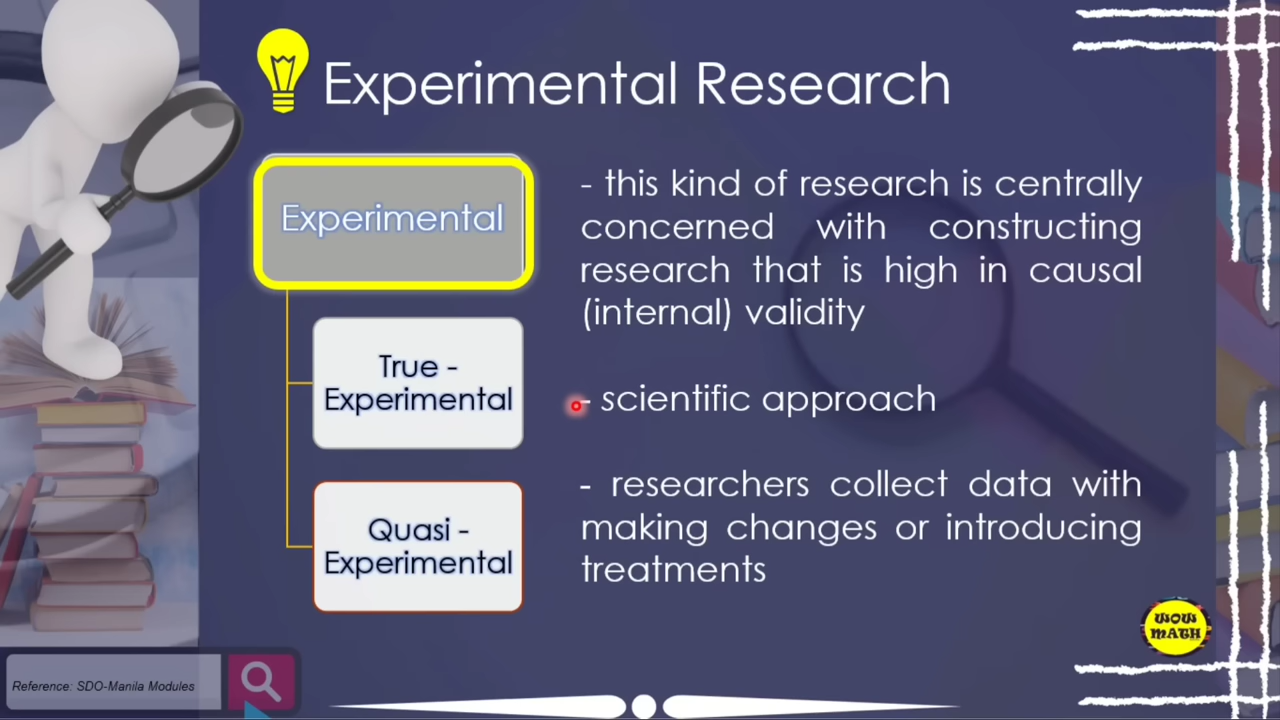 Experimental Research
Experimental
True -
Experimental
Quasi -
Experimental
- this kind of research is centrally
concerned with constructing
research that is high in causal
(internal) validity
- scientific approach
- researchers collect data with
making changes or introducing
treatments
WOW
MATH
Reference: SDO-Manila Modules